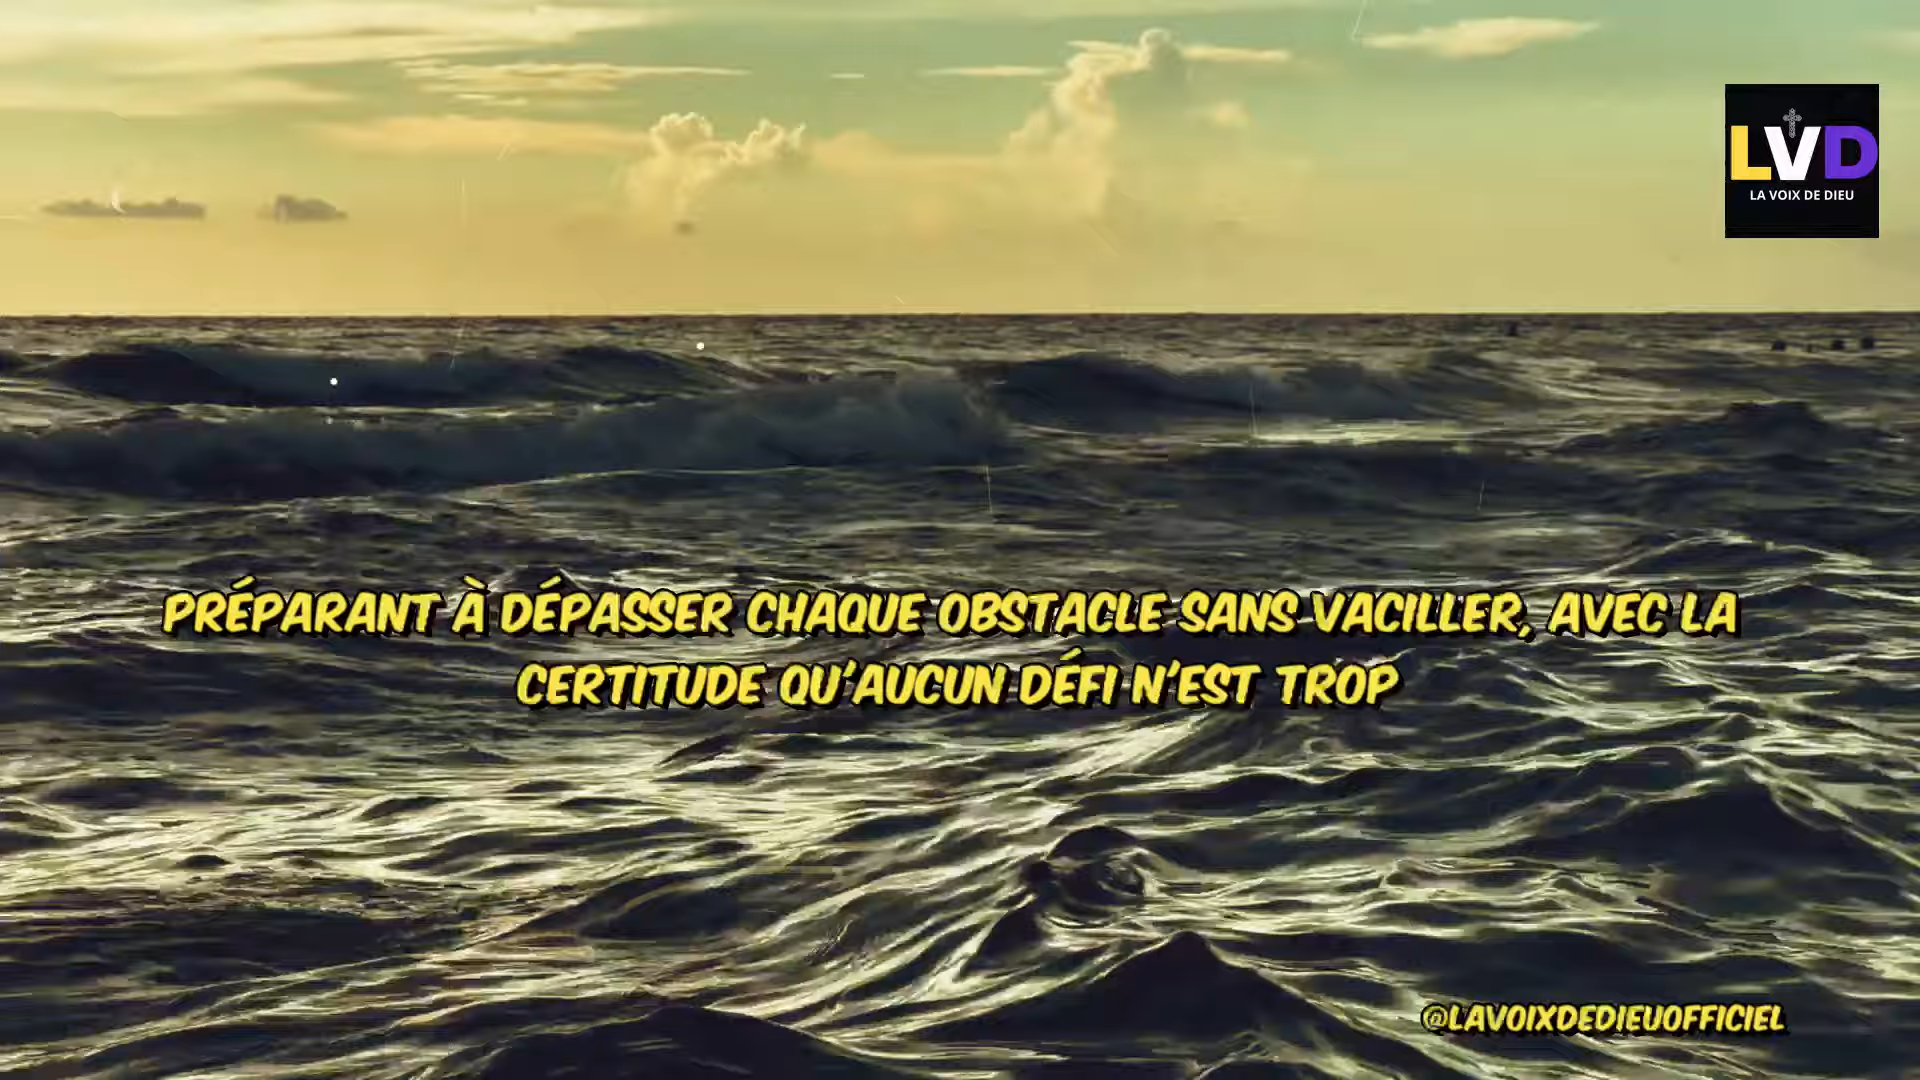 LVD
LA VOIX DE DIEU
PRÉPARANT À DÉPASSER CHAQUE OBSTACLE SANS VACILLER, AVEC LA
CERTITUDE QU'AUCUN DÉFI N'EST TROP
@LAVOIXDEDIEUOFFICIEL